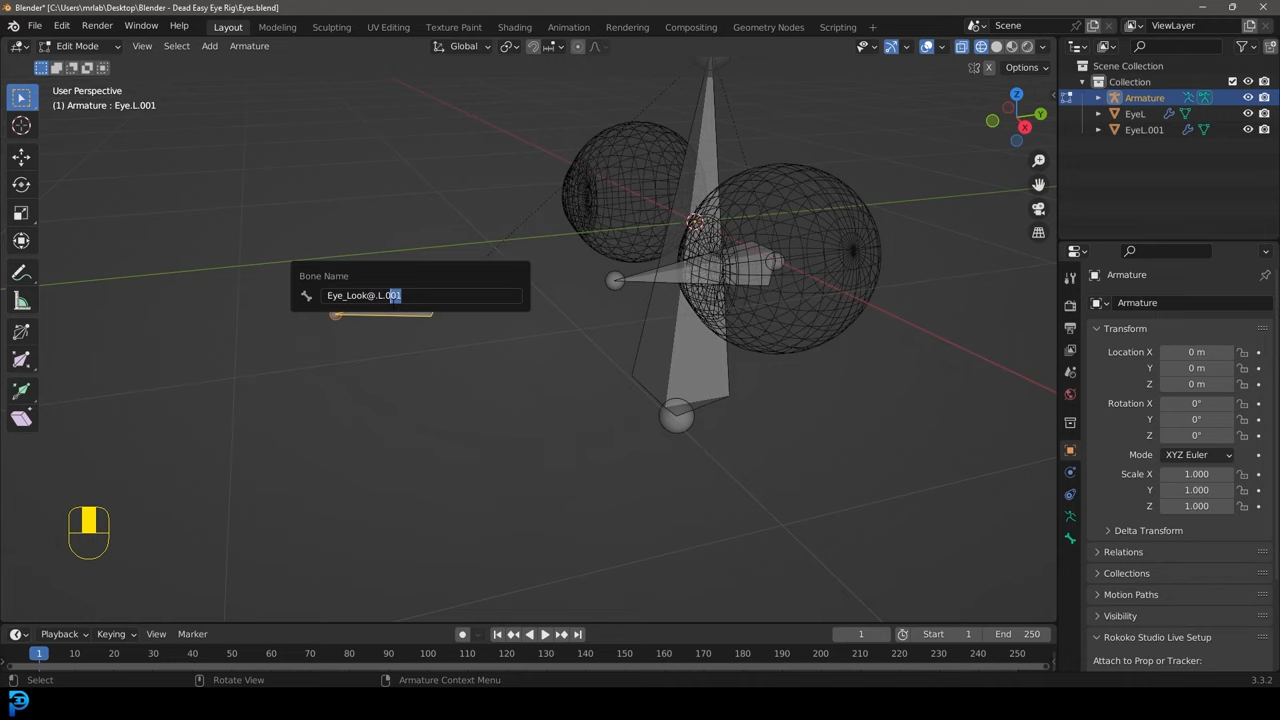 Blender* [C:\Users\mrlab\Desktop\Blender - Dead Easy Eye Rig\Eyes.blend]
File Edit Render Window Help Layout Modeling Sculpting UV Editing Texture Paint Shading Animation Rendering Compositing Geometry Nodes Scripting Scene ViewLayer
Edit Mode View Select Add Armature Global
X Options
User Perspective
(1) Armature : Eye.L.001
Z
Y
X
Bone Name
Eye_Look@.L.001
Scene Collection
Collection
Armature
EyeL
EyeL.001
Armature
Armature
Transform
Location X 0 m
Y 0 m
Z 0 m
Rotation X 0°
Y 0°
Z 0°
Mode XYZ Euler
Scale X 1.000
Y 1.000
Z 1.000
Delta Transform
Relations
Collections
Motion Paths
Visibility
Rokoko Studio Live Setup
Attach to Prop or Tracker:
Playback Keying View Marker 1 Start 1 End 250
1 10 20 30 40 50 60 70 80 90 100 110 120 130 140 150 160 170 180 190 200 210 220 230 240 250
Select Rotate View Armature Context Menu 3.3.2